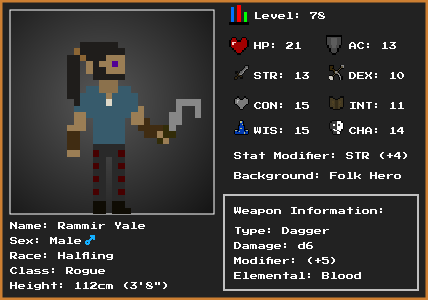 Level: 78
HP: 21 AC: 13
STR: 13 DEX: 10
CON: 15 INT: 11
WIS: 15 CHA: 14
Stat Modifier: STR (+4)
Background: Folk Hero
Weapon Information:
Type: Dagger
Damage: d6
Modifier: (+5)
Elemental: Blood
Name: Rammir Yale
Sex: Male♂
Race: Halfling
Class: Rogue
Height: 112cm (3'8")